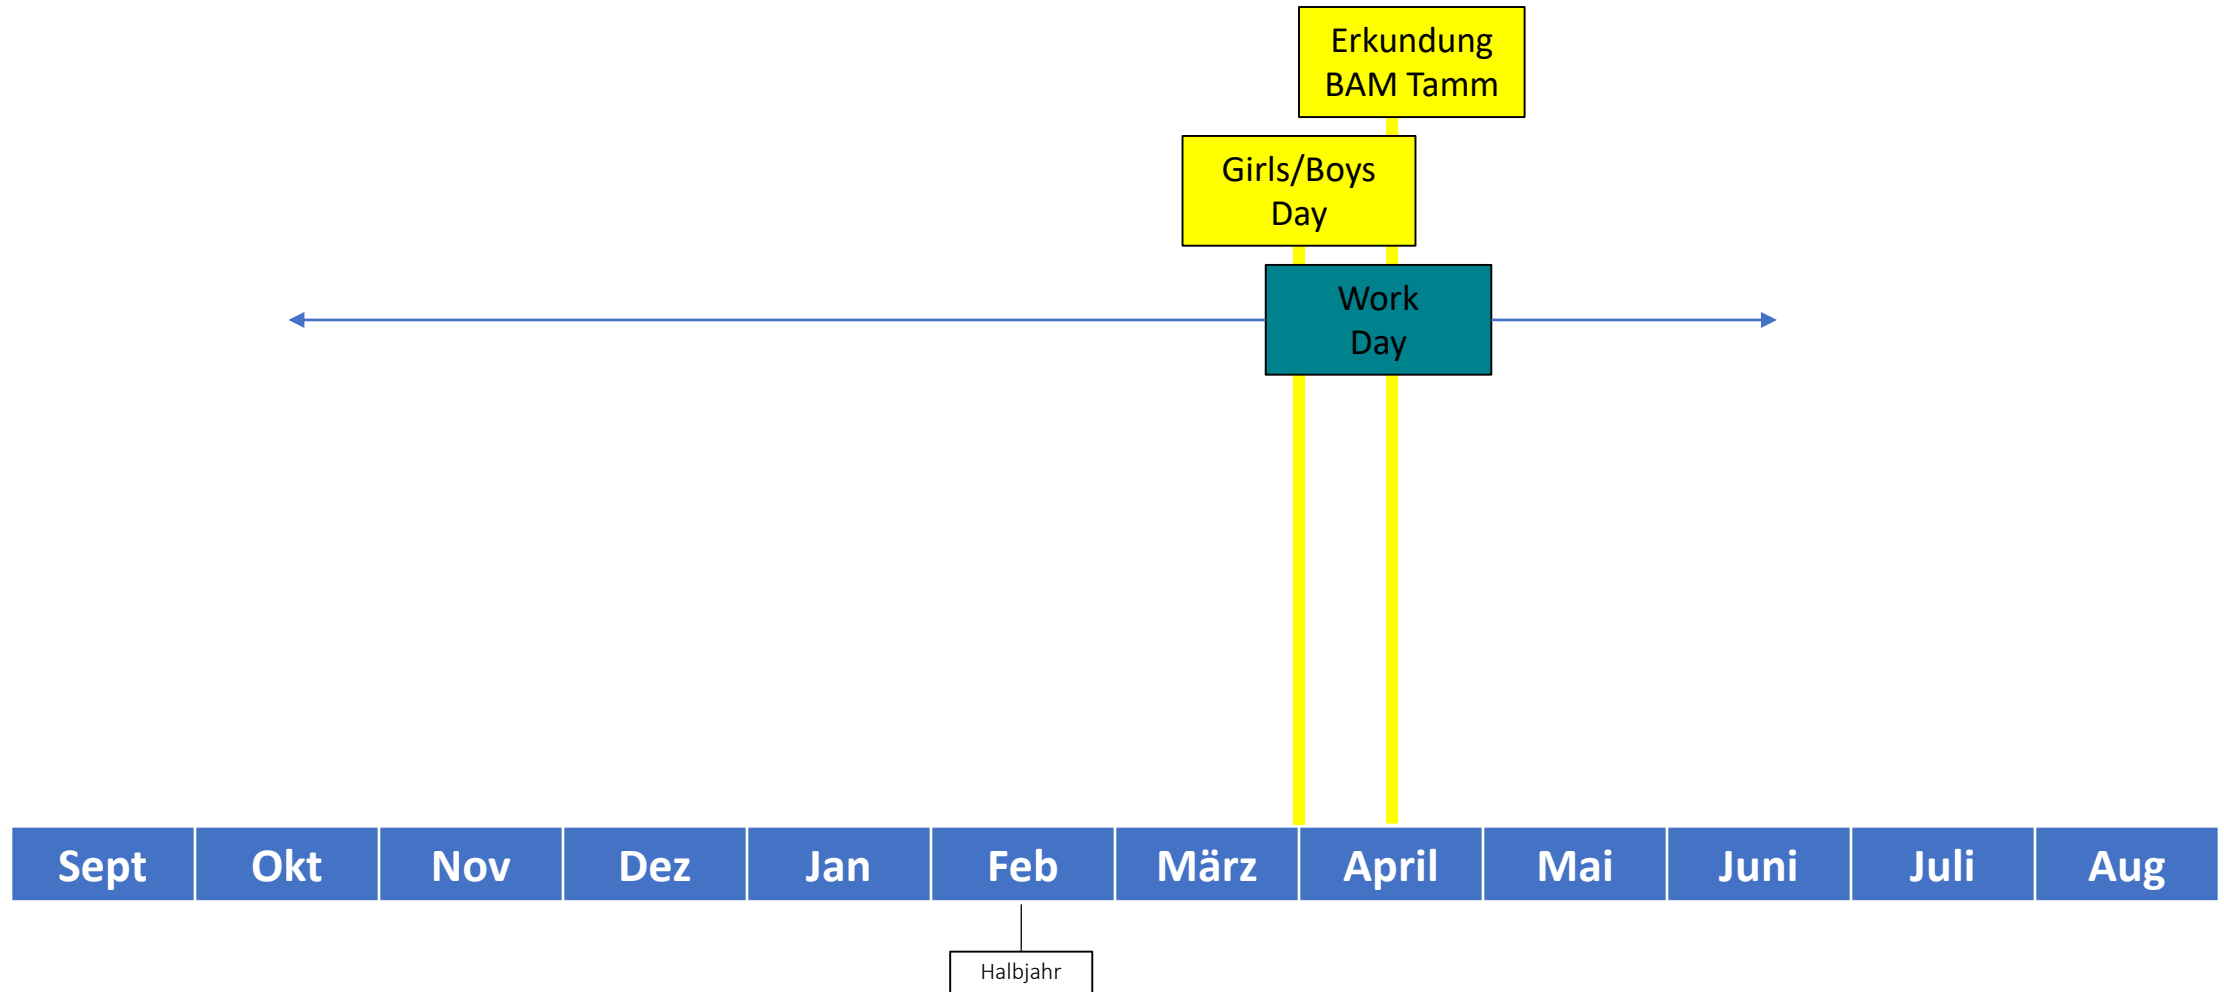 Erkundung
BAM Tamm
Girls/Boys
Day
Work
Day
Sept Okt Nov Dez Jan Feb März April Mai Juni Juli Aug
Halbjahr